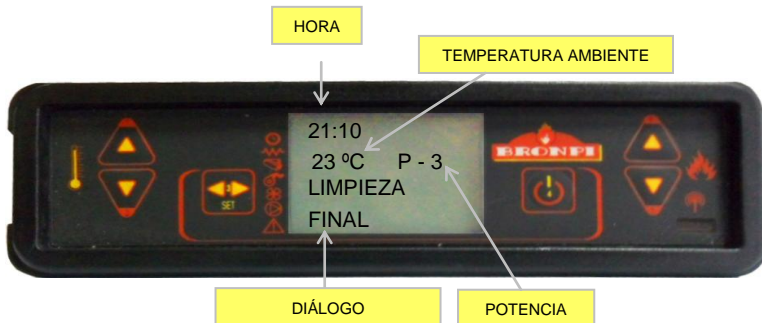 HORA
TEMPERATURA AMBIENTE
21:10
23 ºC P - 3
LIMPIEZA
FINAL
BRONPI
SET
DIÁLOGO
POTENCIA